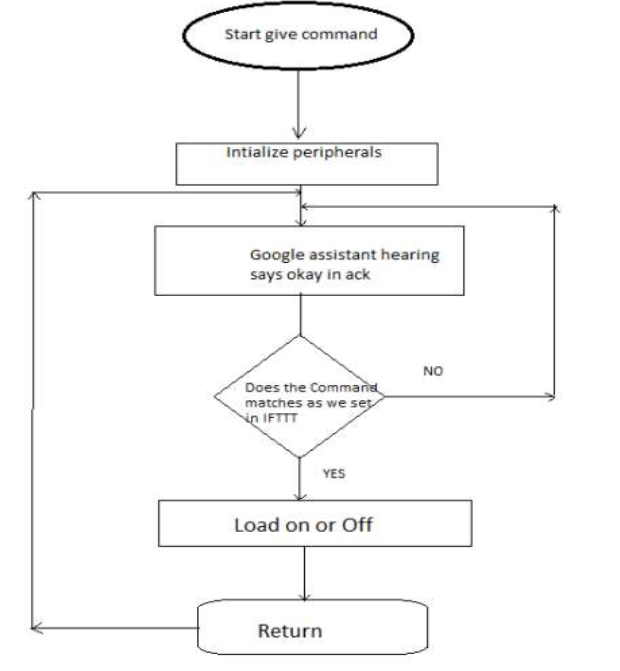 Start give command
Intialize peripherals
Google assistant hearing
says okay in ack
Does the Command
matches as we set
in IFTTT
NO
YES
Load on or Off
Return